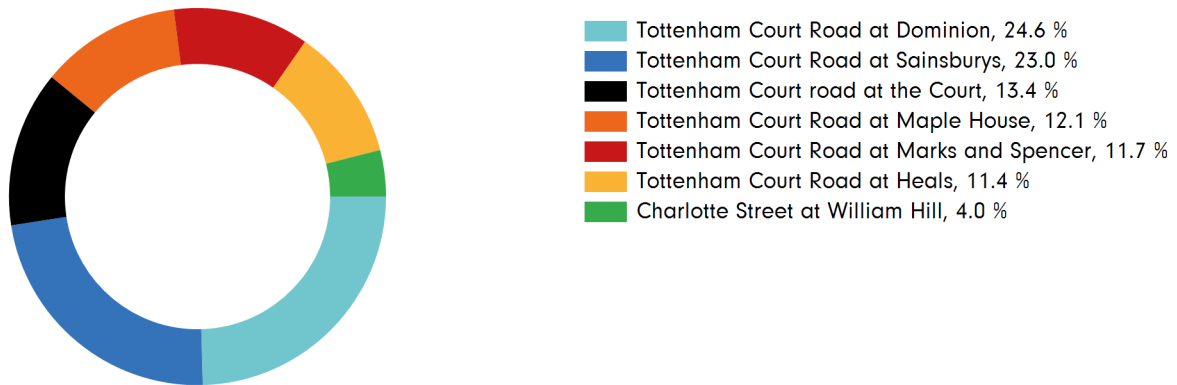 Tottenham Court Road at Dominion, 24.6 %
Tottenham Court Road at Sainsburys, 23.0 %
Tottenham Court road at the Court, 13.4 %
Tottenham Court Road at Maple House, 12.1 %
Tottenham Court Road at Marks and Spencer, 11.7 %
Tottenham Court Road at Heals, 11.4 %
Charlotte Street at William Hill, 4.0 %